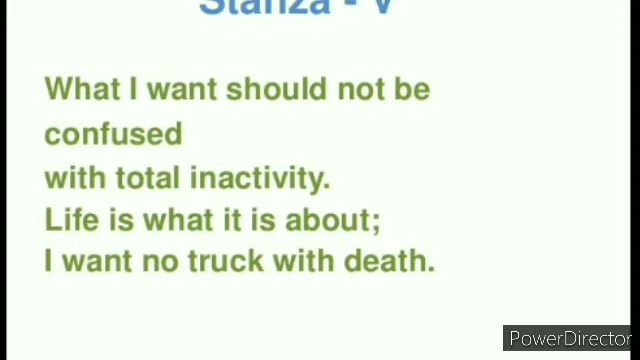 Stanza - V
What I want should not be
confused
with total inactivity.
Life is what it is about;
I want no truck with death.
PowerDirector